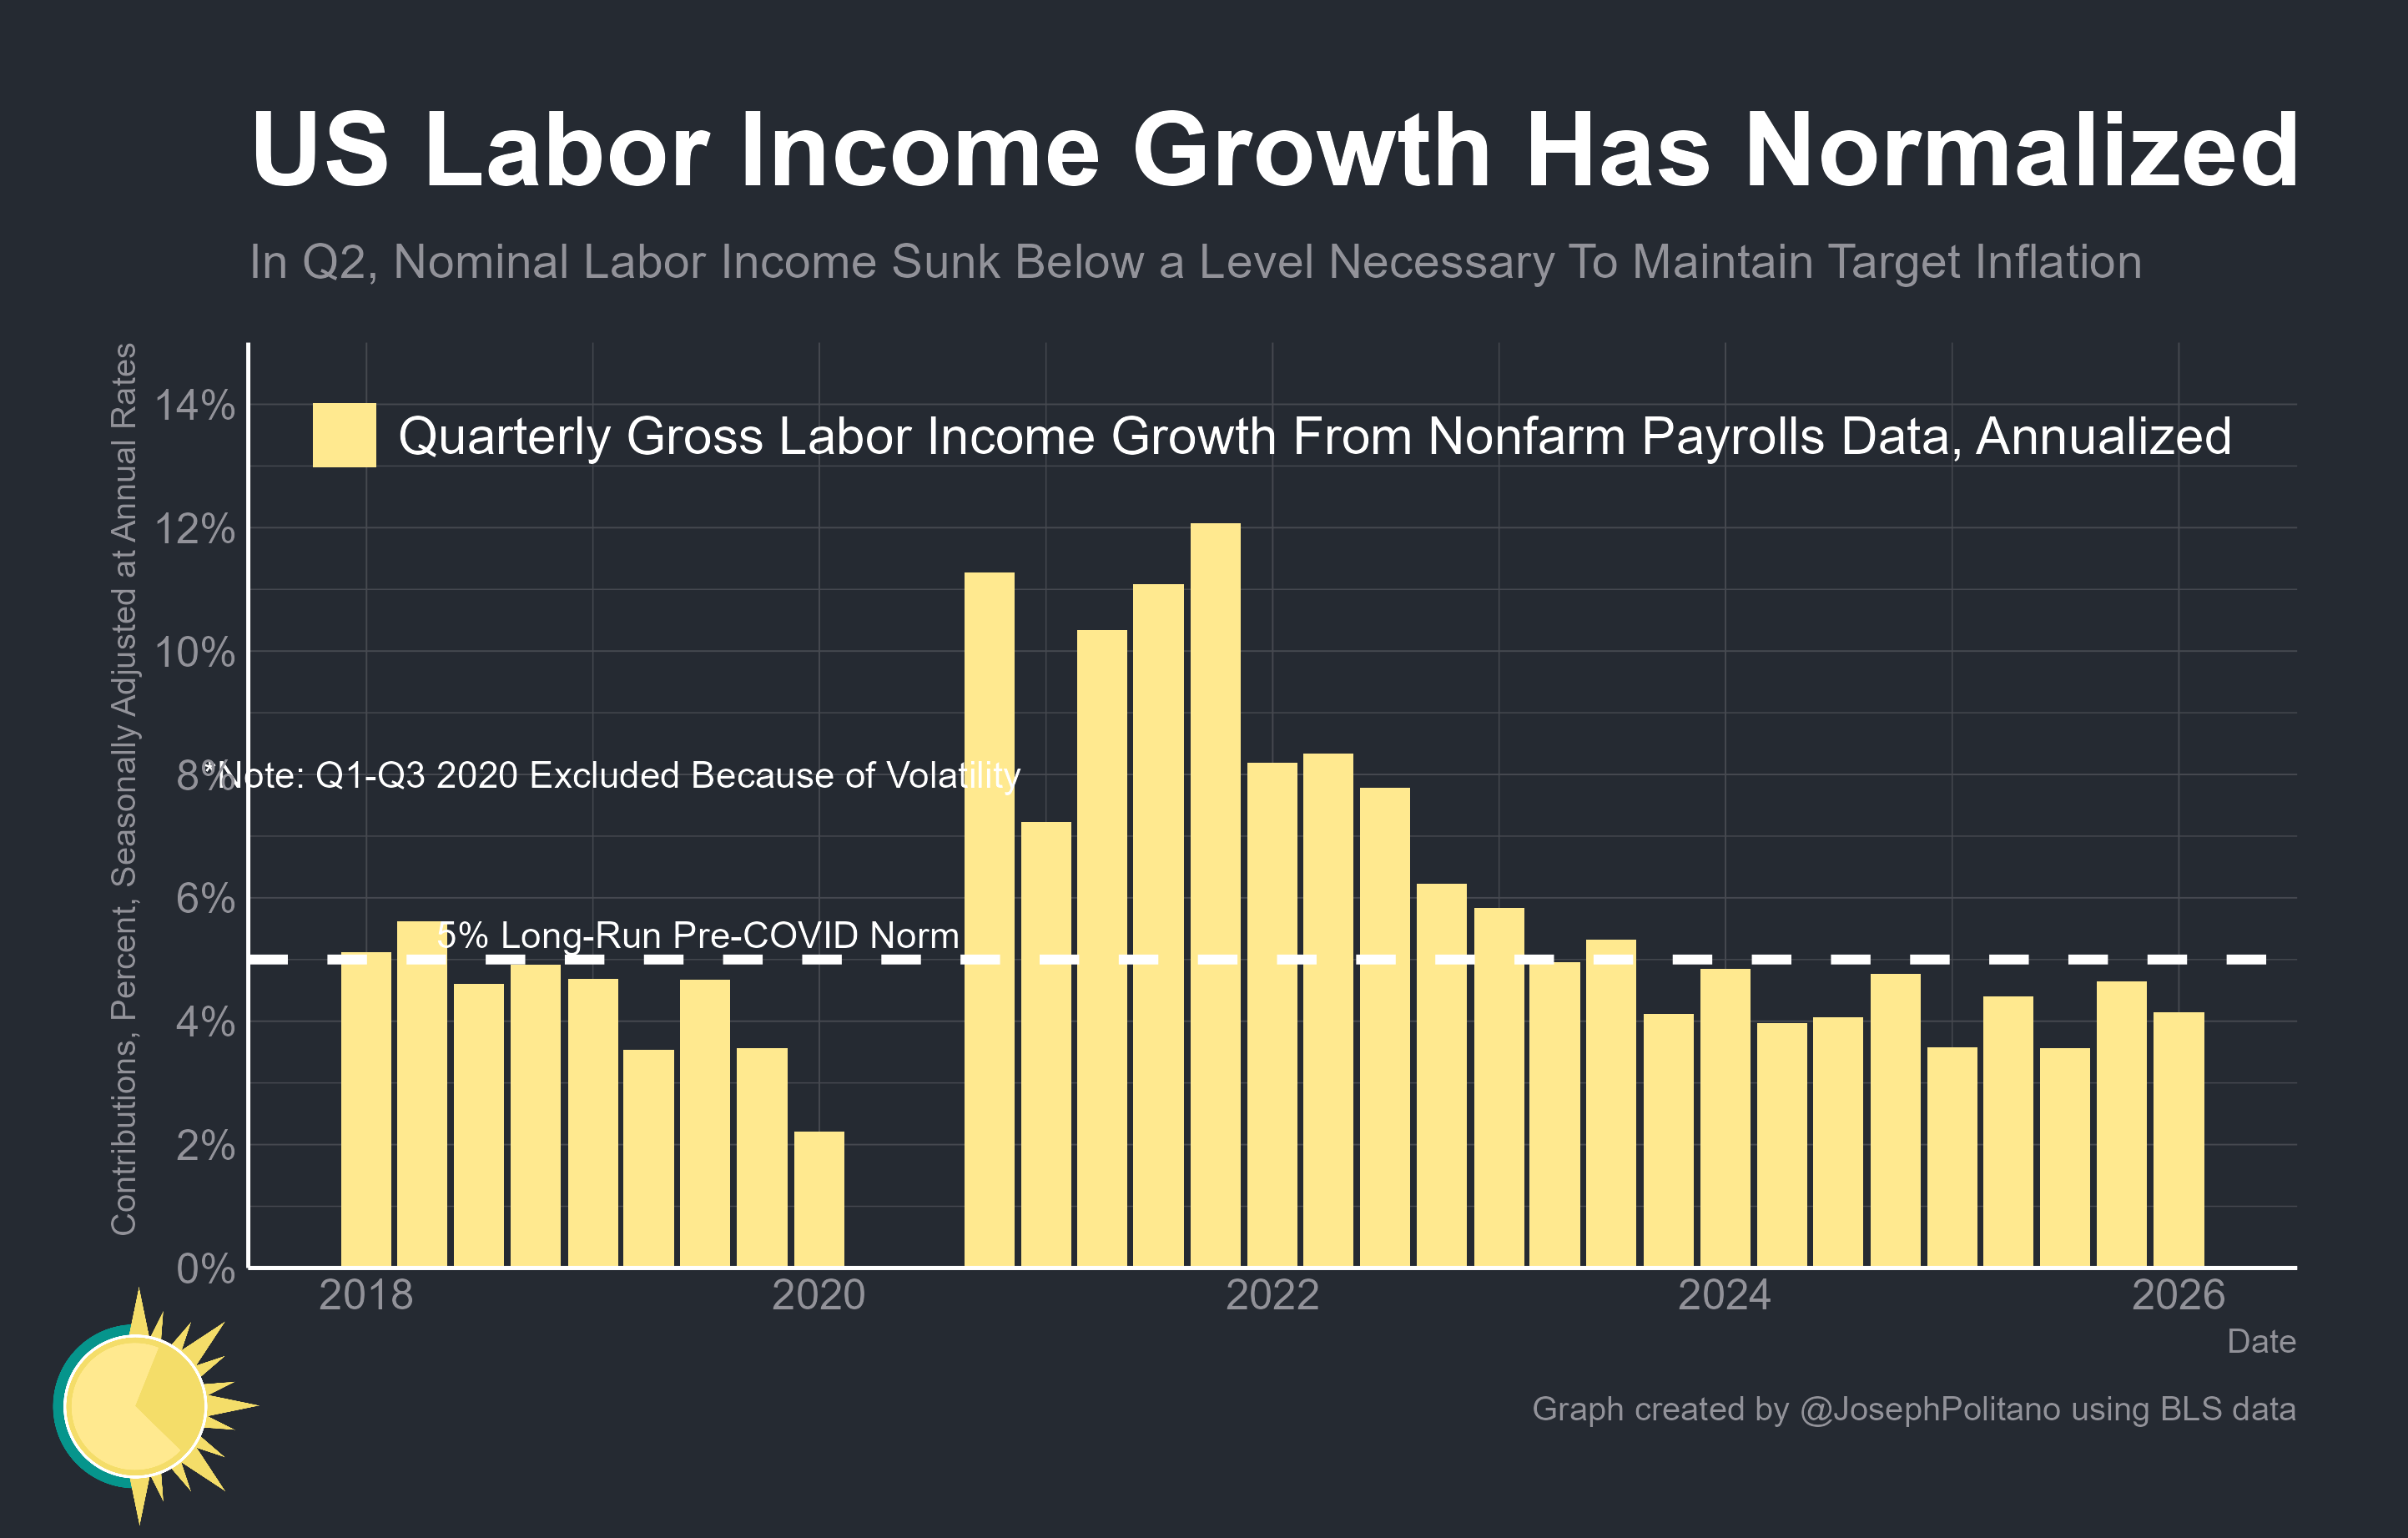 US Labor Income Growth Has Normalized
In Q2, Nominal Labor Income Sunk Below a Level Necessary To Maintain Target Inflation
Contributions, Percent, Seasonally Adjusted at Annual Rates
14%
Quarterly Gross Labor Income Growth From Nonfarm Payrolls Data, Annualized
12%
10%
8%
*Note: Q1-Q3 2020 Excluded Because of Volatility
6%
5% Long-Run Pre-COVID Norm
4%
2%
0%
2018 2020 2022 2024 2026
Date
Graph created by @JosephPolitano using BLS data